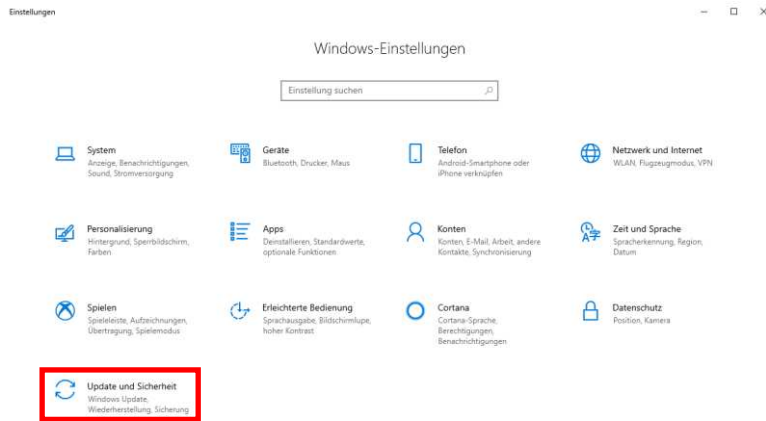 Einstellungen
Windows-Einstellungen
Einstellung suchen
System
Anzeige, Benachrichtigungen,
Sound, Stromversorgung
Geräte
Bluetooth, Drucker, Maus
Telefon
Android-Smartphone oder
iPhone verknüpfen
Netzwerk und Internet
WLAN, Flugzeugmodus, VPN
Personalisierung
Hintergrund, Sperrbildschirm,
Farben
Apps
Deinstallieren, Standardwerte,
optionale Funktionen
Konten
Konten, E-Mail, Arbeit, andere
Kontakte, Synchronisierung
Zeit und Sprache
Spracherkennung, Region,
Datum
Spielen
Spieleleiste, Aufzeichnungen,
Übertragung, Spielemodus
Erleichterte Bedienung
Sprachausgabe, Bildschirmlupe,
hoher Kontrast
Cortana
Cortana-Sprache,
Berechtigungen,
Benachrichtigungen
Datenschutz
Position, Kamera
Update und Sicherheit
Windows Update,
Wiederherstellung, Sicherung